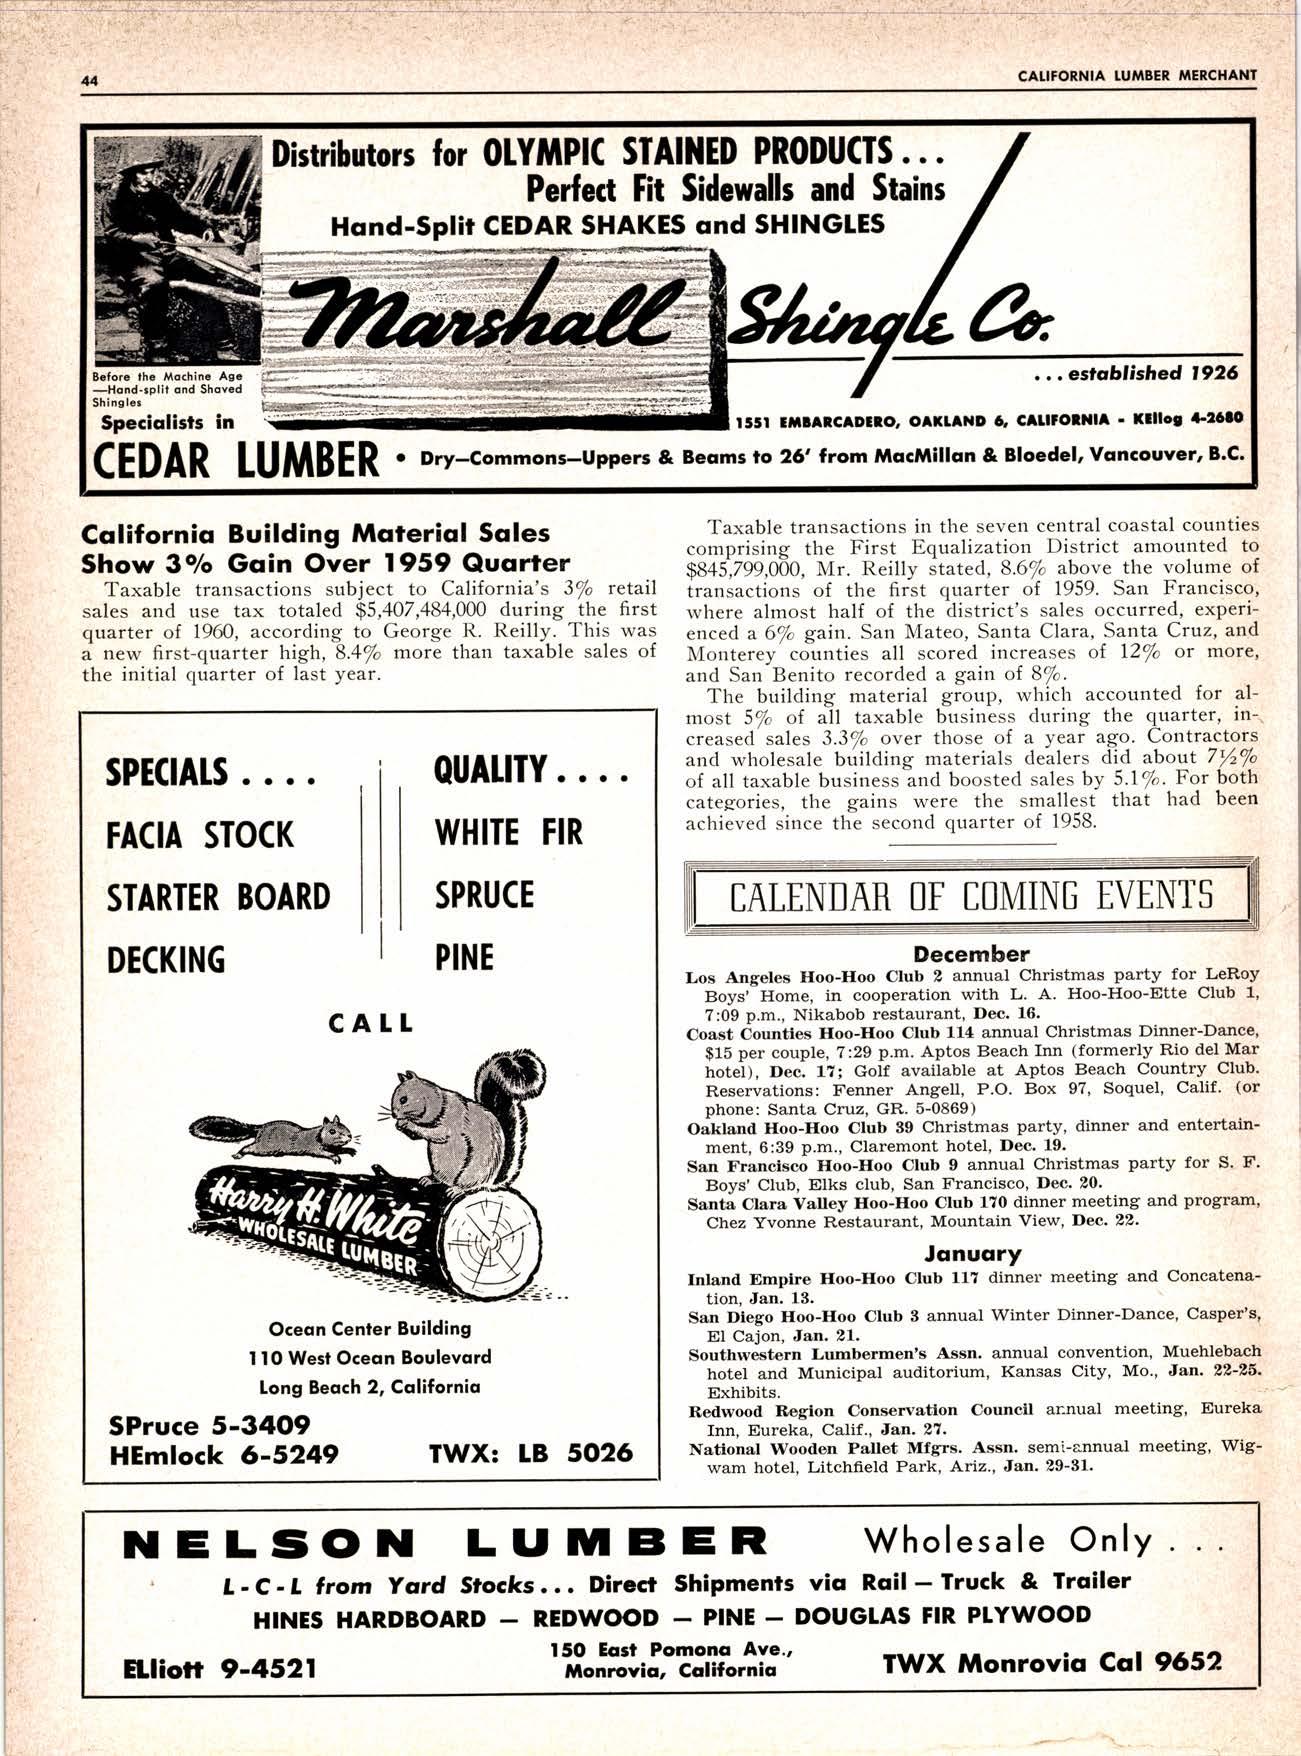 44
CALIFORNIA LUMBER MERCHANT
Distributors for OLYMPIC STAINED PRODUCTS...
Perfect Fit Sidewalls and Stains
Hand-Split CEDAR SHAKES and SHINGLES
Marshall Shingle Co.
Before the Machine Age
—Hand-split and Shaved
Shingles
...established 1926
Specialists in
1551 EMBARCADERO, OAKLAND 6, CALIFORNIA - KEllog 4-2680
CEDAR LUMBER • Dry—Commons—Uppers & Beams to 26' from MacMillan & Bloedel, Vancouver, B.C.
California Building Material Sales
Show 3% Gain Over 1959 Quarter
Taxable transactions subject to California's 3% retail
sales and use tax totaled $5,407,484,000 during the first
quarter of 1960, according to George R. Reilly. This was
a new first-quarter high, 8.4% more than taxable sales of
the initial quarter of last year.
SPECIALS....
FACIA STOCK
STARTER BOARD
DECKING
QUALITY....
WHITE FIR
SPRUCE
PINE
CALL
Harry H. White
WHOLESALE LUMBER
Ocean Center Building
110 West Ocean Boulevard
Long Beach 2, California
SPruce 5-3409
HEmlock 6-5249 TWX: LB 5026
Taxable transactions in the seven central coastal counties
comprising the First Equalization District amounted to
$845,799,000, Mr. Reilly stated, 8.6% above the volume of
transactions of the first quarter of 1959. San Francisco,
where almost half of the district's sales occurred, experi-
enced a 6% gain. San Mateo, Santa Clara, Santa Cruz, and
Monterey counties all scored increases of 12% or more,
and San Benito recorded a gain of 8%.
The building material group, which accounted for al-
most 5% of all taxable business during the quarter, in-
creased sales 3.3% over those of a year ago. Contractors
and wholesale building materials dealers did about 7½%
of all taxable business and boosted sales by 5.1%. For both
categories, the gains were the smallest that had been
achieved since the second quarter of 1958.
CALENDAR OF COMING EVENTS
December
Los Angeles Hoo-Hoo Club 2 annual Christmas party for LeRoy
Boys' Home, in cooperation with L. A. Hoo-Hoo-Ette Club 1,
7:09 p.m., Nikabob restaurant, Dec. 16.
Coast Counties Hoo-Hoo Club 114 annual Christmas Dinner-Dance,
$15 per couple, 7:29 p.m. Aptos Beach Inn (formerly Rio del Mar
hotel), Dec. 17; Golf available at Aptos Beach Country Club.
Reservations: Fenner Angell, P.O. Box 97, Soquel, Calif. (or
phone: Santa Cruz, GR. 5-0869)
Oakland Hoo-Hoo Club 39 Christmas party, dinner and entertain-
ment, 6:39 p.m., Claremont hotel, Dec. 19.
San Francisco Hoo-Hoo Club 9 annual Christmas party for S. F.
Boys' Club, Elks club, San Francisco, Dec. 20.
Santa Clara Valley Hoo-Hoo Club 170 dinner meeting and program,
Chez Yvonne Restaurant, Mountain View, Dec. 22.
January
Inland Empire Hoo-Hoo Club 117 dinner meeting and Concatena-
tion, Jan. 13.
San Diego Hoo-Hoo Club 3 annual Winter Dinner-Dance, Casper's,
El Cajon, Jan. 21.
Southwestern Lumbermen's Assn. annual convention, Muehlebach
hotel and Municipal auditorium, Kansas City, Mo., Jan. 22-25.
Exhibits.
Redwood Region Conservation Council annual meeting, Eureka
Inn, Eureka, Calif., Jan. 27.
National Wooden Pallet Mfgrs. Assn. semi-annual meeting, Wig-
wam hotel, Litchfield Park, Ariz., Jan. 29-31.
NELSON LUMBER Wholesale Only...
L-C-L from Yard Stocks... Direct Shipments via Rail — Truck & Trailer
HINES HARDBOARD — REDWOOD — PINE — DOUGLAS FIR PLYWOOD
ELliott 9-4521
150 East Pomona Ave.,
Monrovia, California
TWX Monrovia Cal 9652